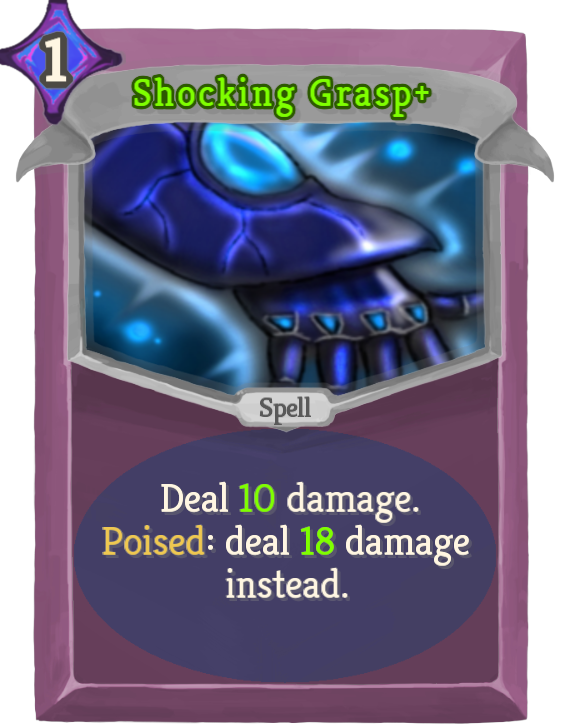 1
Shocking Grasp+
Spell
Deal 10 damage.
Poised: deal 18 damage
instead.